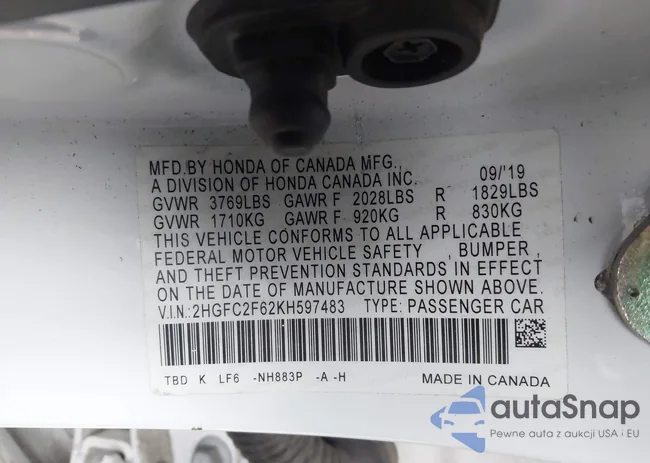 MFD.BY HONDA OF CANADA MFG.,
A DIVISION OF HONDA CANADA INC. 09/'19
GVWR 3769LBS GAWR F 2028LBS R 1829LBS
GVWR 1710KG GAWR F 920KG R 830KG
THIS VEHICLE CONFORMS TO ALL APPLICABLE
FEDERAL MOTOR VEHICLE SAFETY , BUMPER,
AND THEFT PREVENTION STANDARDS IN EFFECT
ON THE DATE OF MANUFACTURE SHOWN ABOVE.
V.I.N.:2HGFC2F62KH597483 TYPE: PASSENGER CAR
TBD K LF6 -NH883P -A -H MADE IN CANADA
autaSnap
Pewne auta z aukcji USA i EU